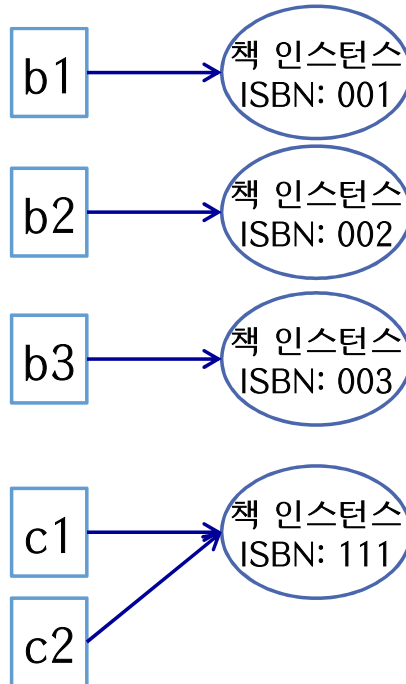 b1
책 인스턴스
ISBN: 001
b2
책 인스턴스
ISBN: 002
b3
책 인스턴스
ISBN: 003
c1
책 인스턴스
ISBN: 111
c2